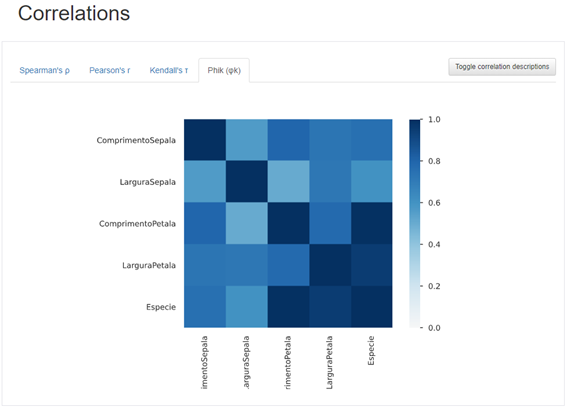 Correlations
Spearman's ρ Pearson's r Kendall's τ Phik (φk) Toggle correlation descriptions
ComprimentoSepala
LarguraSepala
ComprimentoPetala
LarguraPetala
Especie
1.0
0.8
0.6
0.4
0.2
0.0
imentoSepala
.arguraSepala
rimentoPetala
LarguraPetala
Especie